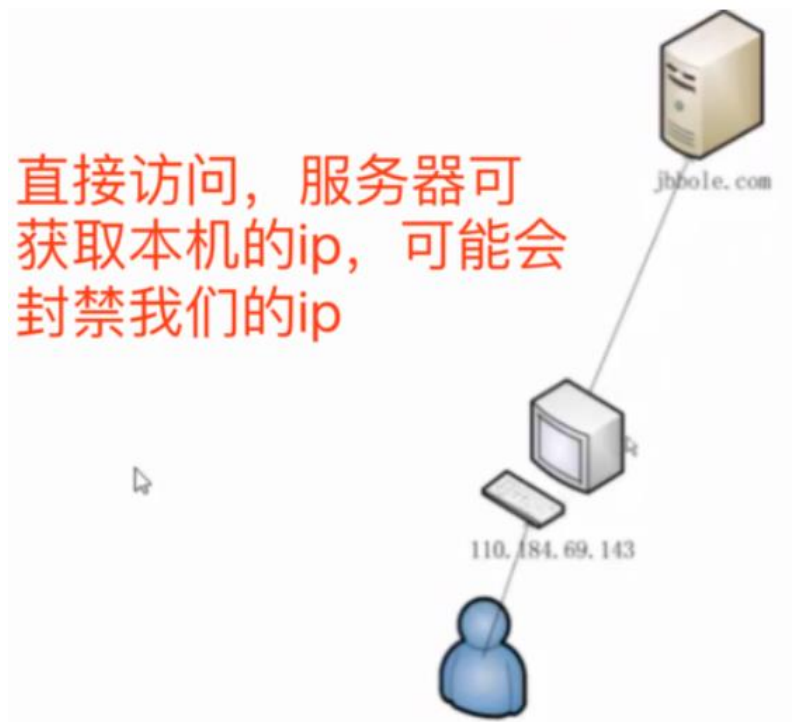 直接访问，服务器可
获取本机的ip，可能会
封禁我们的ip
jbbole.com
110.184.69.143